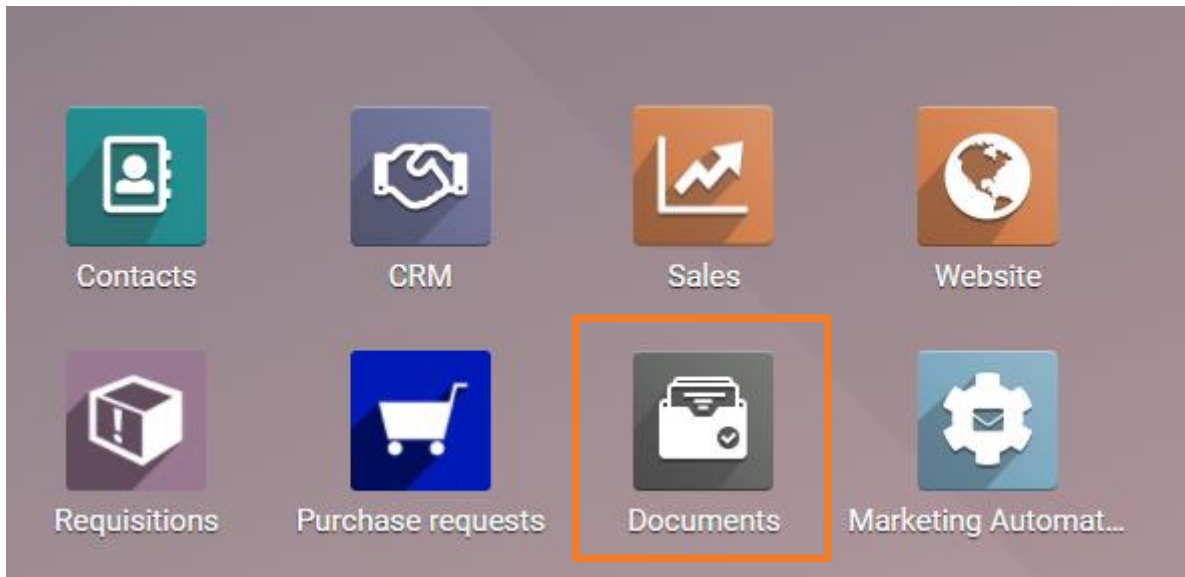 Contacts
CRM
Sales
Website
Requisitions
Purchase requests
Documents
Marketing Automat...